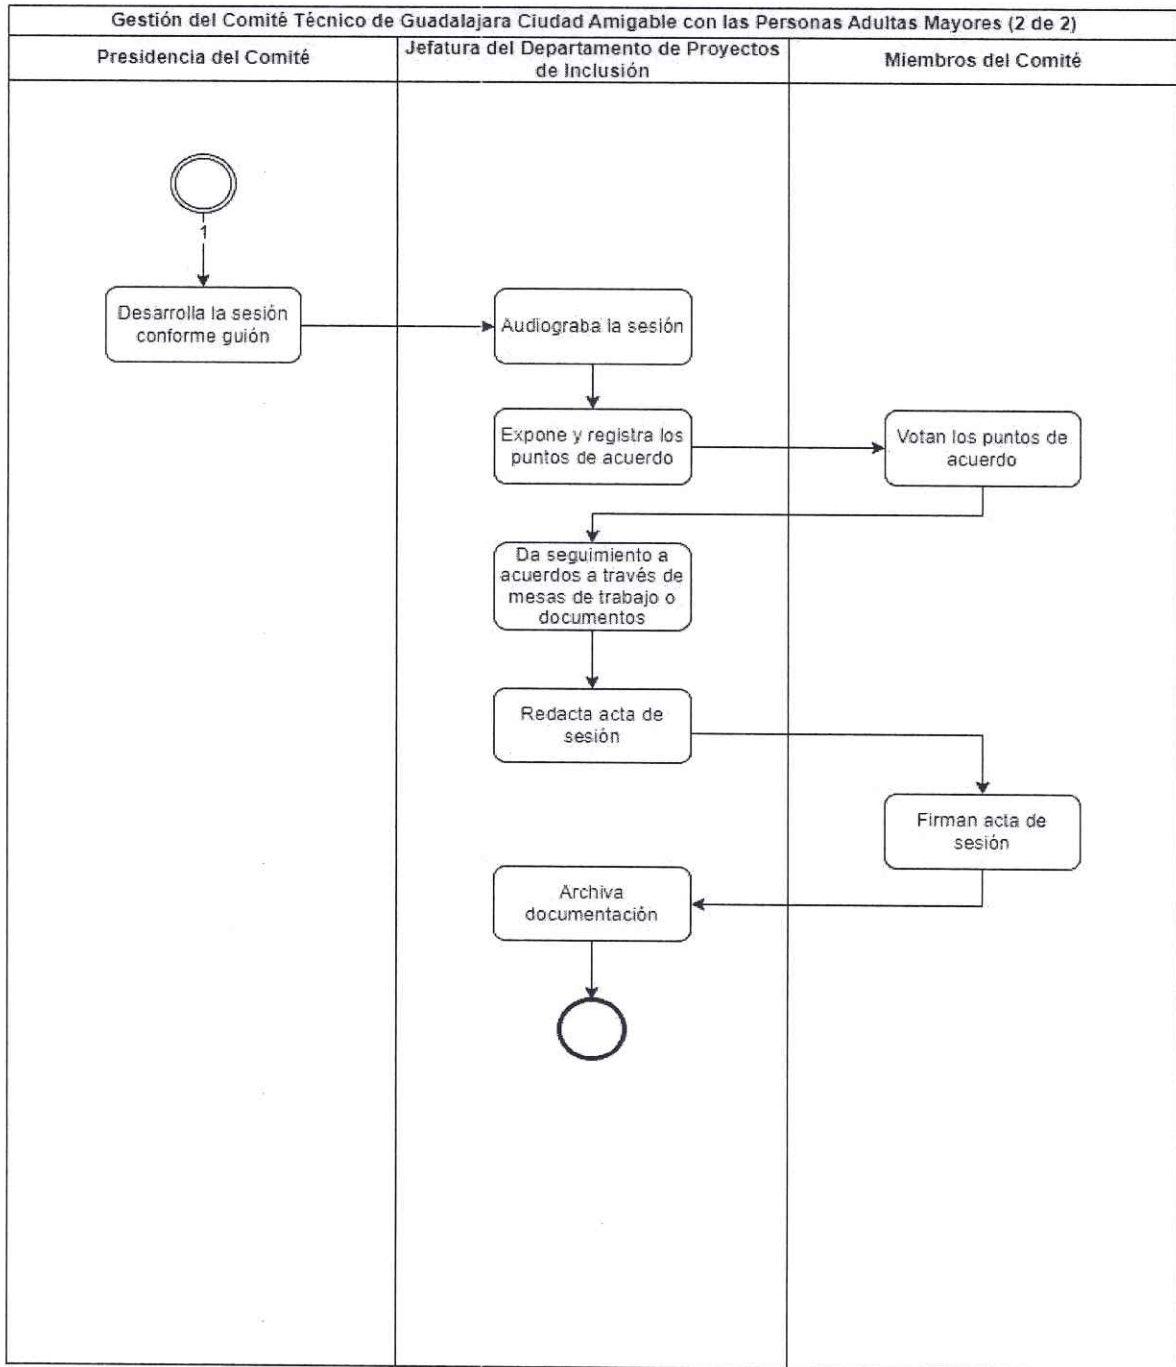 Gestión del Comité Técnico de Guadalajara Ciudad Amigable con las Personas Adultas Mayores (2 de 2)
Presidencia del Comité
Jefatura del Departamento de Proyectos
de Inclusión
Miembros del Comité
1
Desarrolla la sesión
conforme guión
Audiograba la sesión
Expone y registra los
puntos de acuerdo
Votan los puntos de
acuerdo
Da seguimiento a
acuerdos a través de
mesas de trabajo o
documentos
Redacta acta de
sesión
Firman acta de
sesión
Archiva
documentación